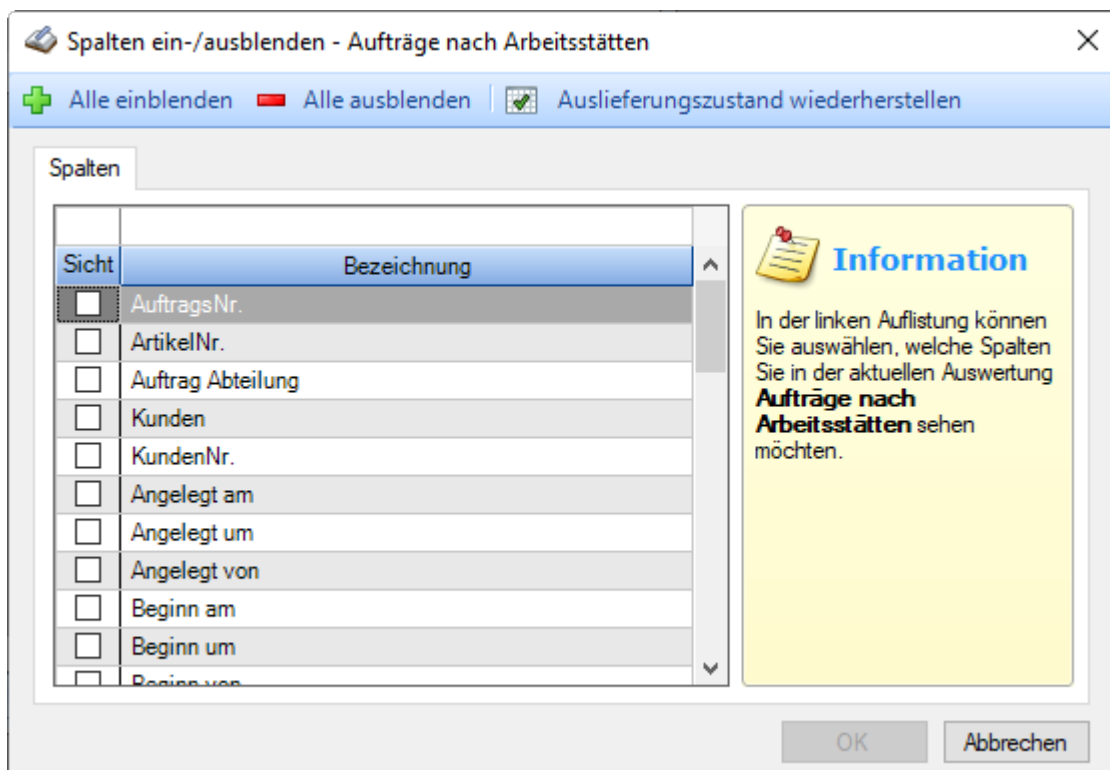 Spalten ein-/ausblenden - Aufträge nach Arbeitsstätten
Alle einblenden Alle ausblenden Auslieferungszustand wiederherstellen
Spalten
Sicht Bezeichnung
AuftragsNr.
ArtikelNr.
Auftrag Abteilung
Kunden
KundenNr.
Angelegt am
Angelegt um
Angelegt von
Beginn am
Beginn um
Beginn von
Information
In der linken Auflistung können
Sie auswählen, welche Spalten
Sie in der aktuellen Auswertung
Aufträge nach
Arbeitsstätten sehen
möchten.
OK Abbrechen